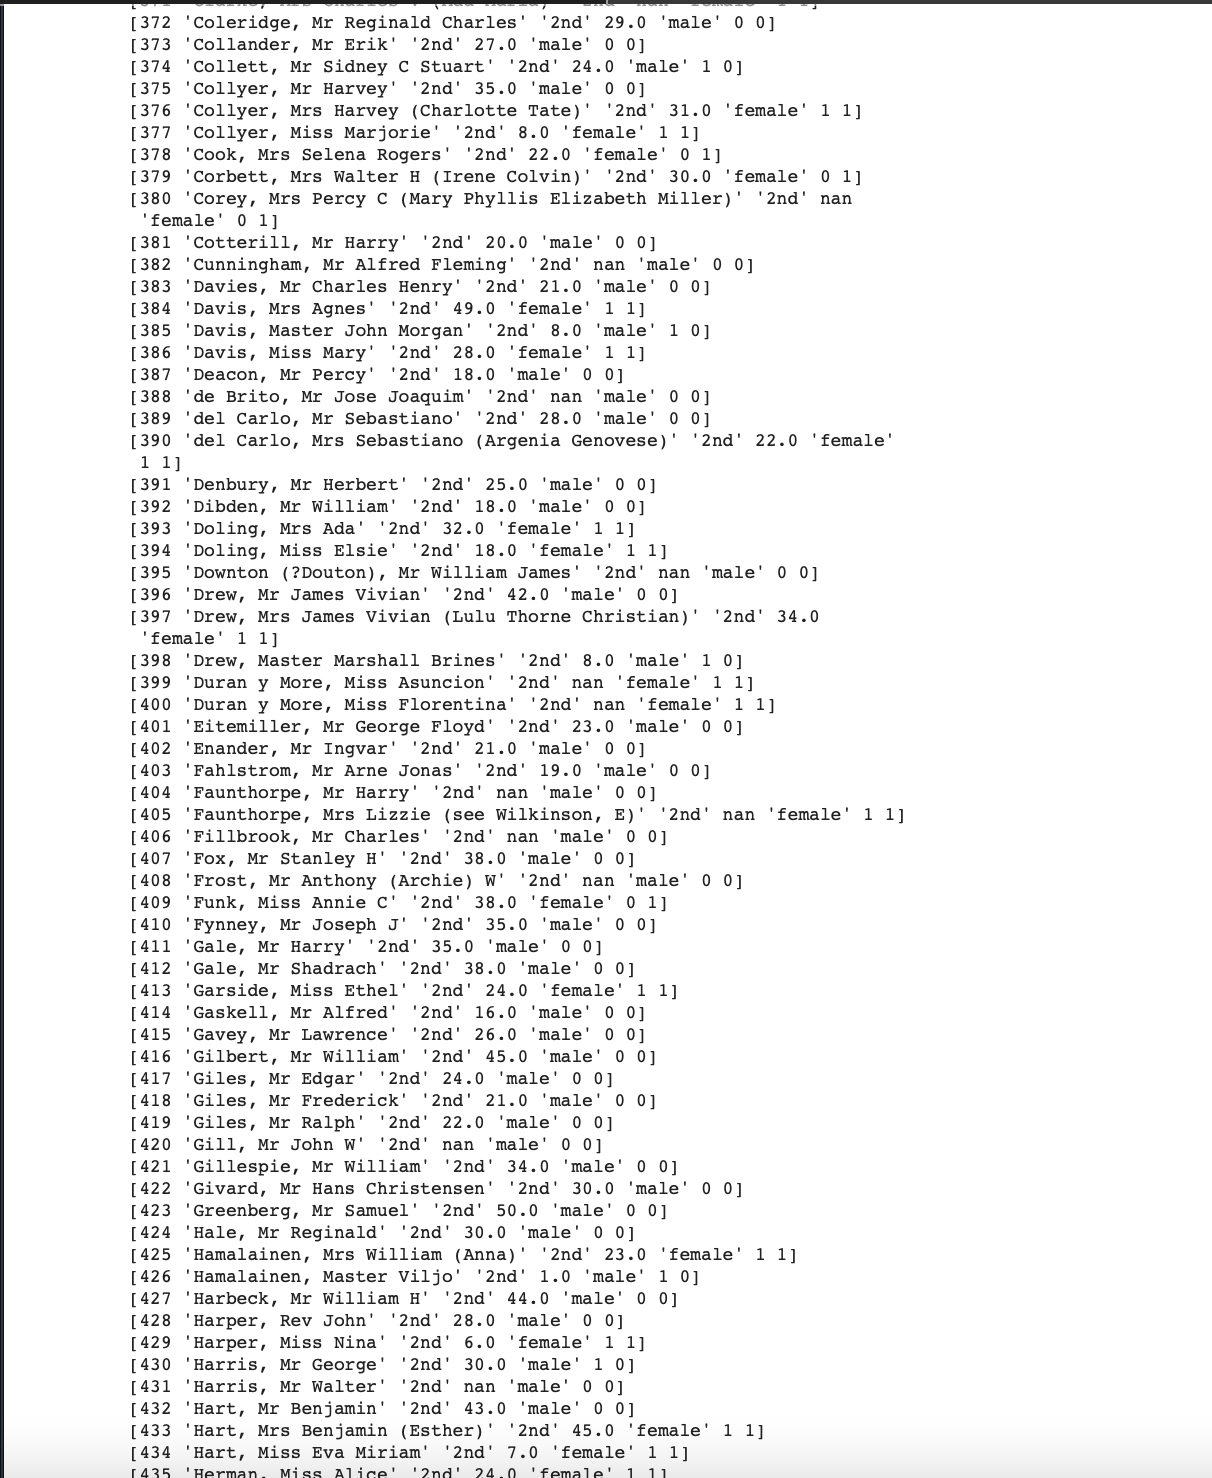 [372 'Coleridge, Mr Reginald Charles' '2nd' 29.0 'male' 0 0]
[373 'Collander, Mr Erik' '2nd' 27.0 'male' 0 0]
[374 'Collett, Mr Sidney C Stuart' '2nd' 24.0 'male' 1 0]
[375 'Collyer, Mr Harvey' '2nd' 35.0 'male' 0 0]
[376 'Collyer, Mrs Harvey (Charlotte Tate)' '2nd' 31.0 'female' 1 1]
[377 'Collyer, Miss Marjorie' '2nd' 8.0 'female' 1 1]
[378 'Cook, Mrs Selena Rogers' '2nd' 22.0 'female' 0 1]
[379 'Corbett, Mrs Walter H (Irene Colvin)' '2nd' 30.0 'female' 0 1]
[380 'Corey, Mrs Percy C (Mary Phyllis Elizabeth Miller)' '2nd' nan
'female' 0 1]
[381 'Cotterill, Mr Harry' '2nd' 20.0 'male' 0 0]
[382 'Cunningham, Mr Alfred Fleming' '2nd' nan 'male' 0 0]
[383 'Davies, Mr Charles Henry' '2nd' 21.0 'male' 0 0]
[384 'Davis, Mrs Agnes' '2nd' 49.0 'female' 1 1]
[385 'Davis, Master John Morgan' '2nd' 8.0 'male' 1 0]
[386 'Davis, Miss Mary' '2nd' 28.0 'female' 1 1]
[387 'Deacon, Mr Percy' '2nd' 18.0 'male' 0 0]
[388 'de Brito, Mr Jose Joaquim' '2nd' nan 'male' 0 0]
[389 'del Carlo, Mr Sebastiano' '2nd' 28.0 'male' 0 0]
[390 'del Carlo, Mrs Sebastiano (Argenia Genovese)' '2nd' 22.0 'female'
1 1]
[391 'Denbury, Mr Herbert' '2nd' 25.0 'male' 0 0]
[392 'Dibden, Mr William' '2nd' 18.0 'male' 0 0]
[393 'Doling, Mrs Ada' '2nd' 32.0 'female' 1 1]
[394 'Doling, Miss Elsie' '2nd' 18.0 'female' 1 1]
[395 'Downton (?Douton), Mr William James' '2nd' nan 'male' 0 0]
[396 'Drew, Mr James Vivian' '2nd' 42.0 'male' 0 0]
[397 'Drew, Mrs James Vivian (Lulu Thorne Christian)' '2nd' 34.0
'female' 1 1]
[398 'Drew, Master Marshall Brines' '2nd' 8.0 'male' 1 0]
[399 'Duran y More, Miss Asuncion' '2nd' nan 'female' 1 1]
[400 'Duran y More, Miss Florentina' '2nd' nan 'female' 1 1]
[401 'Eitemiller, Mr George Floyd' '2nd' 23.0 'male' 0 0]
[402 'Enander, Mr Ingvar' '2nd' 21.0 'male' 0 0]
[403 'Fahlstrom, Mr Arne Jonas' '2nd' 19.0 'male' 0 0]
[404 'Faunthorpe, Mr Harry' '2nd' nan 'male' 0 0]
[405 'Faunthorpe, Mrs Lizzie (see Wilkinson, E)' '2nd' nan 'female' 1 1]
[406 'Fillbrook, Mr Charles' '2nd' nan 'male' 0 0]
[407 'Fox, Mr Stanley H' '2nd' 38.0 'male' 0 0]
[408 'Frost, Mr Anthony (Archie) W' '2nd' nan 'male' 0 0]
[409 'Funk, Miss Annie C' '2nd' 38.0 'female' 0 1]
[410 'Fynney, Mr Joseph J' '2nd' 35.0 'male' 0 0]
[411 'Gale, Mr Harry' '2nd' 35.0 'male' 0 0]
[412 'Gale, Mr Shadrach' '2nd' 38.0 'male' 0 0]
[413 'Garside, Miss Ethel' '2nd' 24.0 'female' 1 1]
[414 'Gaskell, Mr Alfred' '2nd' 16.0 'male' 0 0]
[415 'Gavey, Mr Lawrence' '2nd' 26.0 'male' 0 0]
[416 'Gilbert, Mr William' '2nd' 45.0 'male' 0 0]
[417 'Giles, Mr Edgar' '2nd' 24.0 'male' 0 0]
[418 'Giles, Mr Frederick' '2nd' 21.0 'male' 0 0]
[419 'Giles, Mr Ralph' '2nd' 22.0 'male' 0 0]
[420 'Gill, Mr John W' '2nd' nan 'male' 0 0]
[421 'Gillespie, Mr William' '2nd' 34.0 'male' 0 0]
[422 'Givard, Mr Hans Christensen' '2nd' 30.0 'male' 0 0]
[423 'Greenberg, Mr Samuel' '2nd' 50.0 'male' 0 0]
[424 'Hale, Mr Reginald' '2nd' 30.0 'male' 0 0]
[425 'Hamalainen, Mrs William (Anna)' '2nd' 23.0 'female' 1 1]
[426 'Hamalainen, Master Viljo' '2nd' 1.0 'male' 1 0]
[427 'Harbeck, Mr William H' '2nd' 44.0 'male' 0 0]
[428 'Harper, Rev John' '2nd' 28.0 'male' 0 0]
[429 'Harper, Miss Nina' '2nd' 6.0 'female' 1 1]
[430 'Harris, Mr George' '2nd' 30.0 'male' 1 0]
[431 'Harris, Mr Walter' '2nd' nan 'male' 0 0]
[432 'Hart, Mr Benjamin' '2nd' 43.0 'male' 0 0]
[433 'Hart, Mrs Benjamin (Esther)' '2nd' 45.0 'female' 1 1]
[434 'Hart, Miss Eva Miriam' '2nd' 7.0 'female' 1 1]
[435 'Herman, Miss Alice' '2nd' 24.0 'female' 1 1]